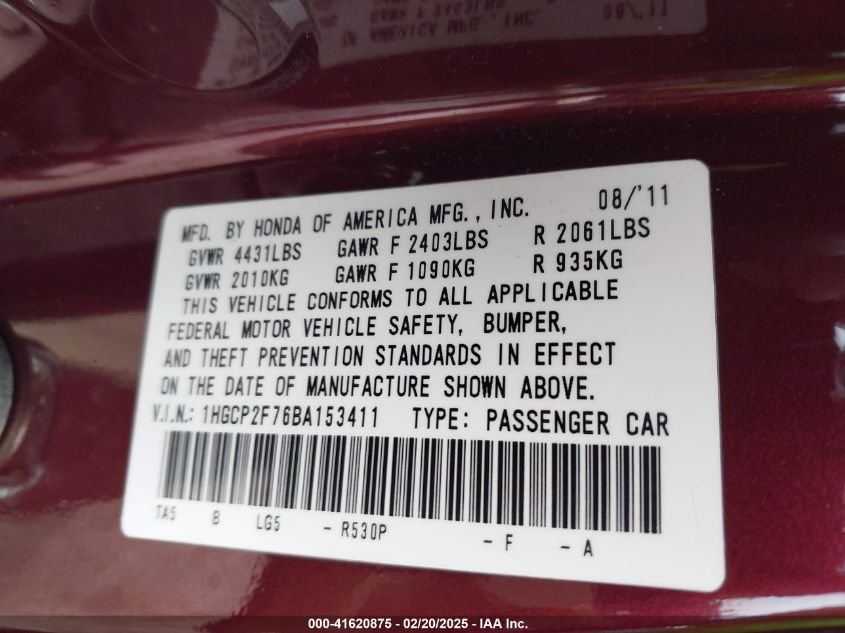 MFD. BY HONDA OF AMERICA MFG., INC. 08/'11
GVWR 4431LBS GAWR F 2403LBS R 2061LBS
GVWR 2010KG GAWR F 1090KG R 935KG
THIS VEHICLE CONFORMS TO ALL APPLICABLE
FEDERAL MOTOR VEHICLE SAFETY, BUMPER,
AND THEFT PREVENTION STANDARDS IN EFFECT
ON THE DATE OF MANUFACTURE SHOWN ABOVE.
V.I.N.: 1HGCP2F76BA153411 TYPE: PASSENGER CAR
TA5 B LG5 - R530P - F - A
000-41620875 - 02/20/2025 - IAA Inc.